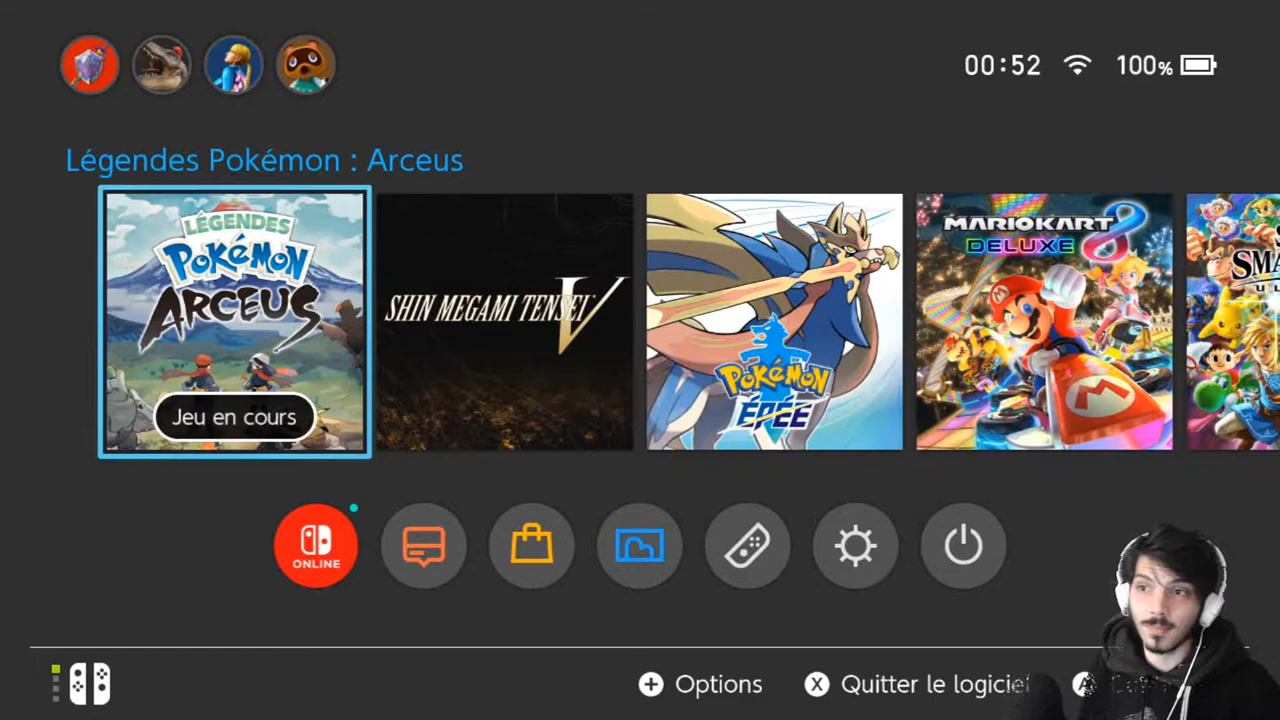 00:52 100%
Légendes Pokémon : Arceus
LÉGENDES
POKÉMON
ARCEUS
Jeu en cours
SHIN MEGAMI TENSEI V
POKÉMON
ÉPÉE
MARIOKART 8
DELUXE
ONLINE
+ Options X Quitter le logiciel